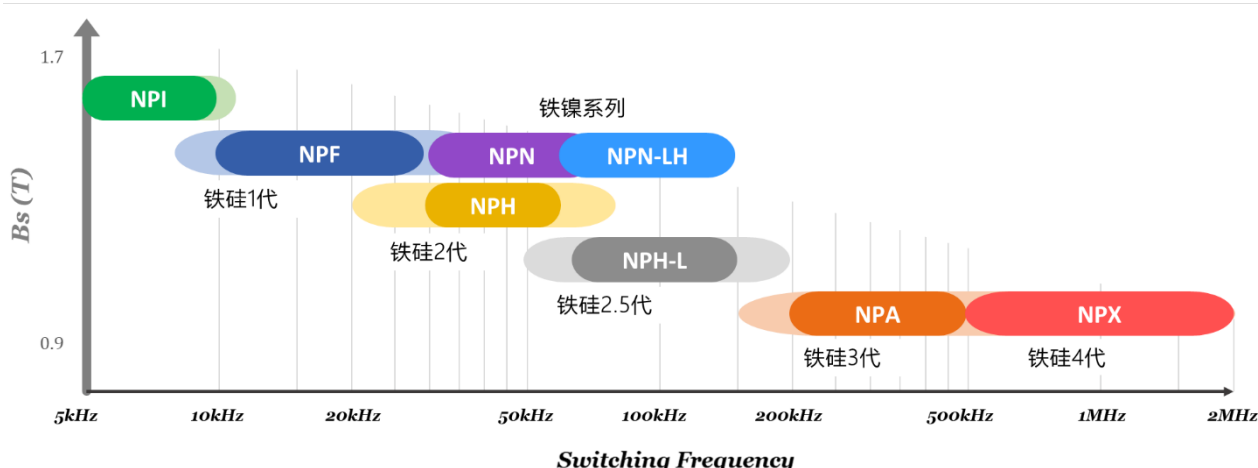 1.7
NPI
铁镍系列
NPF
NPN
NPN-LH
铁硅1代
NPH
铁硅2代
NPH-L
铁硅2.5代
NPA
NPX
铁硅3代
铁硅4代
0.9
Bs (T)
5kHz
10kHz
20kHz
50kHz
100kHz
200kHz
500kHz
1MHz
2MHz
Switching Frequency